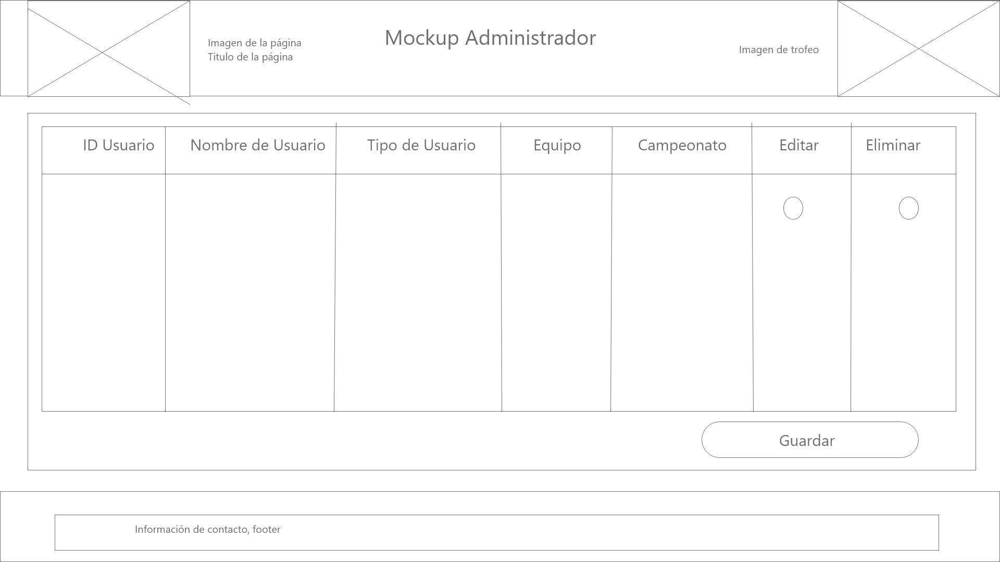 Mockup Administrador
Imagen de la página
Titulo de la página
Imagen de trofeo
ID Usuario
Nombre de Usuario
Tipo de Usuario
Equipo
Campeonato
Editar
Eliminar
Guardar
Información de contacto, footer